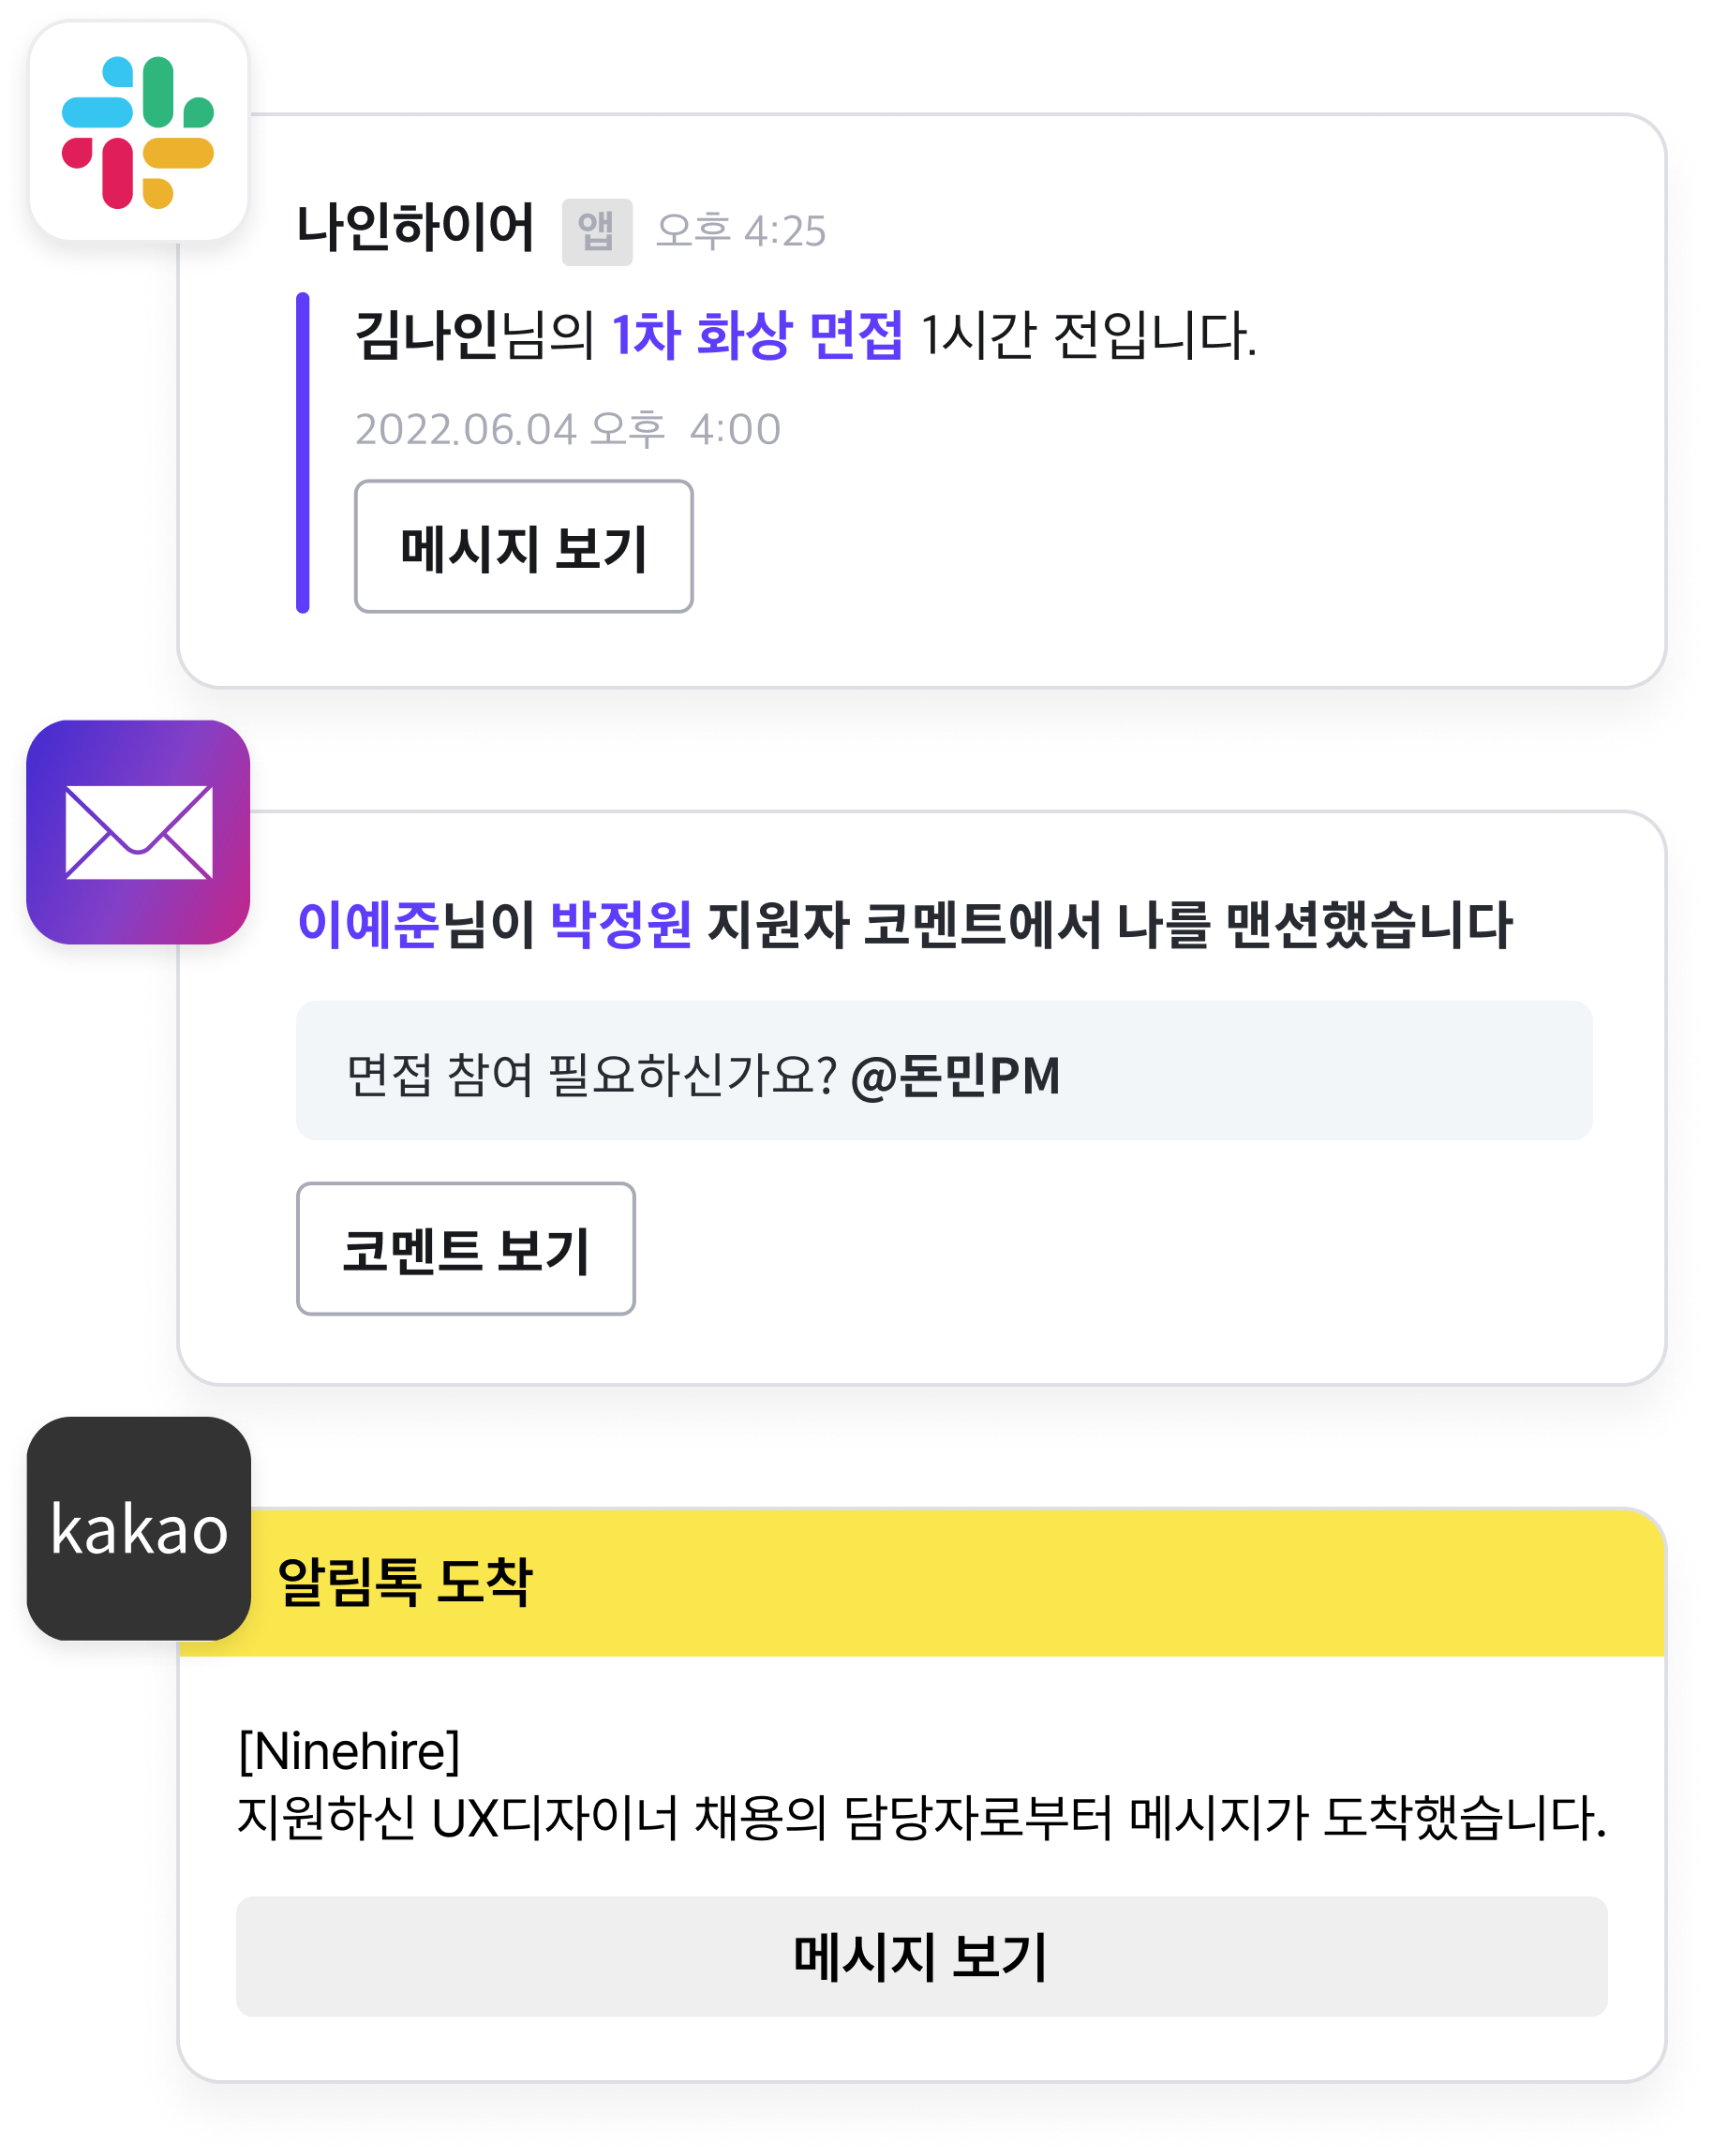 나인하이어 앱 오후 4:25
김나인님의 1차 화상 면접 1시간 전입니다.
2022.06.04 오후 4:00
메시지 보기
이예준님이 박정원 지원자 코멘트에서 나를 맨션했습니다
면접 참여 필요하신가요? @돈민PM
코멘트 보기
kakao
알림톡 도착
[Ninehire]
지원하신 UX디자이너 채용의 담당자로부터 메시지가 도착했습니다.
메시지 보기